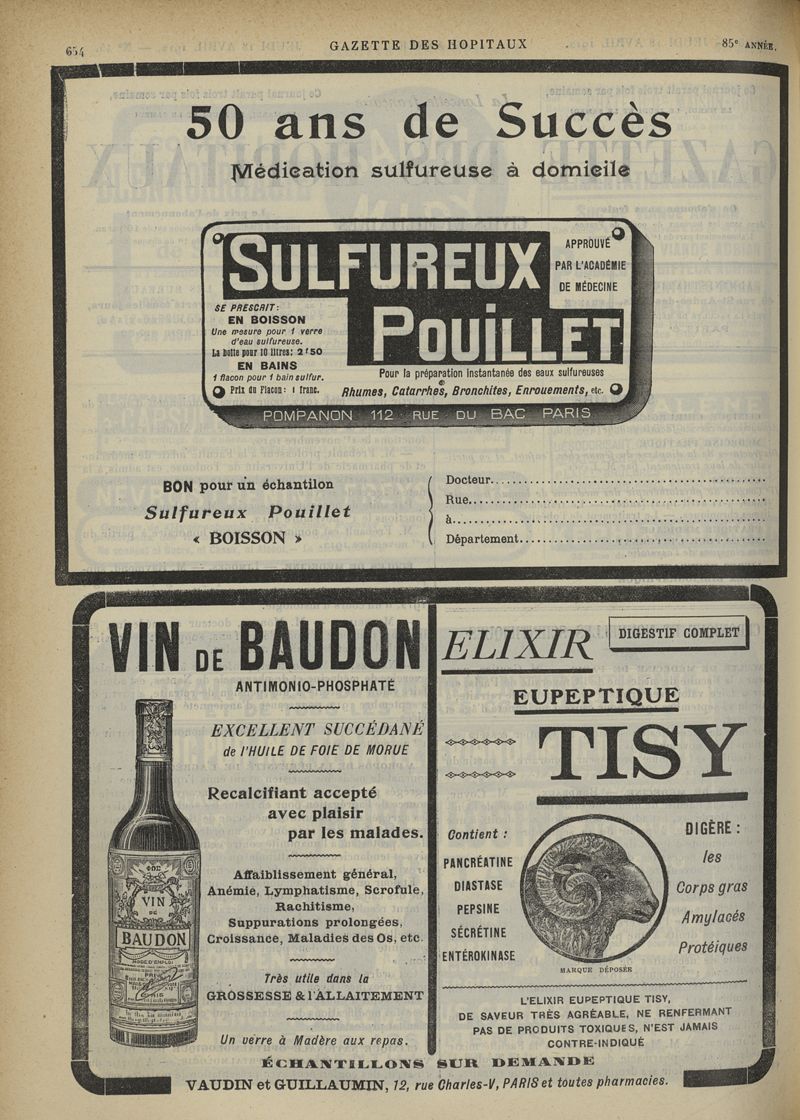 654
GAZETTE DES HOPITAUX
85e ANNÉE.
50 ans de Succès
Médication sulfureuse à domicile
SULFUREUX
POUILLET
APPROUVÉ
PAR L'ACADÉMIE
DE MÉDECINE
SE PRESCRIT:
EN BOISSON
Une mesure pour 1 verre
d'eau sulfureuse.
La boîte pour 10 litres: 2f50
EN BAINS
1 flacon pour 1 bain sulfur.
Prix du Flacon: 1 franc.
Pour la préparation instantanée des eaux sulfureuses
Rhumes, Catarrhes, Bronchites, Enrouements, etc.
POMPANON 112 RUE DU BAC PARIS
BON pour un échantilon
Sulfureux Pouillet
« BOISSON »
Docteur
Rue
à
Département
VIN DE BAUDON
ANTIMONIO-PHOSPHATÉ
EXCELLENT SUCCÉDANÉ
de l'HUILE DE FOIE DE MORUE
Recalcifiant accepté
avec plaisir
par les malades.
Affaiblissement général,
Anémie, Lymphatisme, Scrofule,
Rachitisme,
Suppurations prolongées,
Croissance, Maladies des Os, etc.
Très utile dans la
GROSSESSE & l'ALLAITEMENT
Un verre à Madère aux repas.
VIN
DE
BAUDON
MODE D'EMPLOI
ELIXIR
DIGESTIF COMPLET
EUPEPTIQUE
TISY
Contient :
PANCRÉATINE
DIASTASE
PEPSINE
SÉCRÉTINE
ENTÉROKINASE
MARQUE DÉPOSÉE
DIGÈRE :
les
Corps gras
Amylacés
Protéiques
L'ELIXIR EUPEPTIQUE TISY,
DE SAVEUR TRÈS AGRÉABLE, NE RENFERMANT
PAS DE PRODUITS TOXIQUES, N'EST JAMAIS
CONTRE-INDIQUÉ
ÉCHANTILLONS SUR DEMANDE
VAUDIN et GUILLAUMIN, 12, rue Charles-V, PARIS et toutes pharmacies.